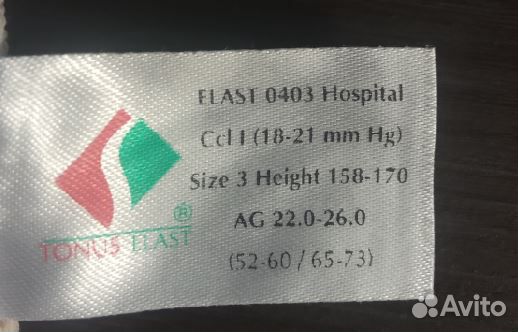 ELAST 0403 Hospital
Ccl I (18-21 mm Hg)
Size 3 Height 158-170
AG 22.0-26.0
(52-60 / 65-73)
®
TONUS ELAST
Avito